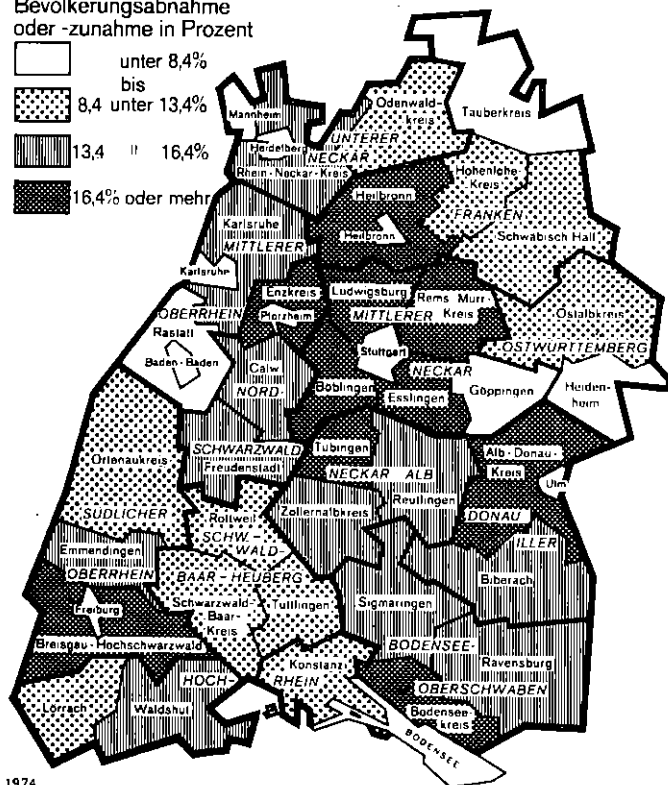 Bevölkerungsabnahme
oder -zunahme in Prozent
unter 8,4%
bis
8,4 unter 13,4%
13,4 " 16,4%
16,4% oder mehr
Mannheim
Heidelberg
Rhein-Neckar-Kreis
UNTERER
NECKAR
Odenwald-
kreis
Tauberkreis
Hohenlohe-
Kreis
FRANKEN
Schwäbisch Hall
Heilbronn
Heilbronn
Karlsruhe
MITTLERER
Karlsruhe
OBERRHEIN
Rastatt
Baden-Baden
Enzkreis
Pforzheim
Ludwigsburg
Rems Murr-
Kreis
MITTLERER
Stuttgart
NECKAR
Böblingen
Esslingen
Göppingen
Ostalbkreis
OSTWURTTEMBERG
Heiden-
heim
Calw
NORD-
SCHWARZWALD
Freudenstadt
Tübingen
NECKAR ALB
Reutlingen
Zollernalbkreis
Alb-Donau-
Kreis
Ulm
DONAU
ILLER
Biberach
Ortenaukreis
SUDLICHER
Emmendingen
OBERRHEIN
Freiburg
Breisgau-Hochschwarzwald
Rottweil
SCHW.-
WALD-
BAAR-HEUBERG
Schwarzwald-
Baar-
Kreis
Tuttlingen
Sigmaringen
BODENSEE-
Ravensburg
OBERSCHWABEN
Bodensee-
kreis
Konstanz
HOCH-
RHEIN
Lörrach
Waldshut
BODENSEE
1974